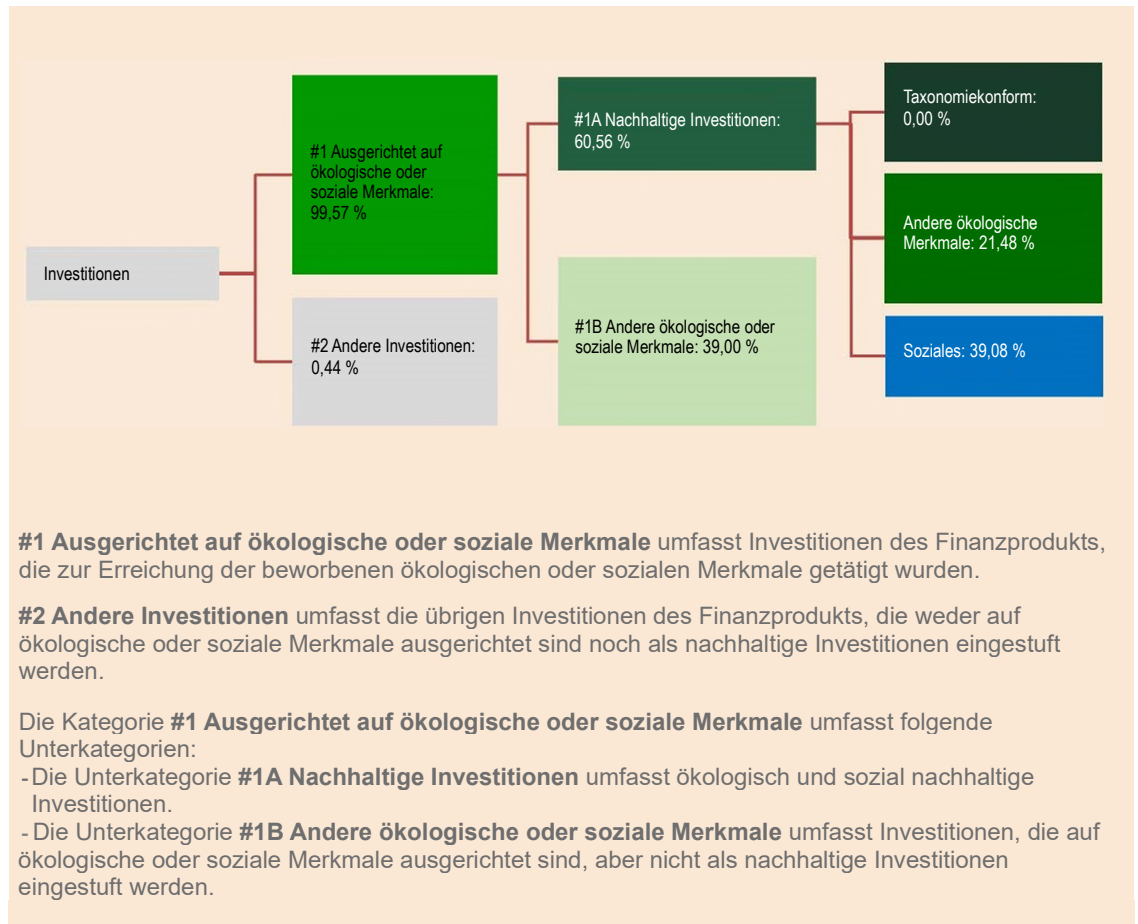 Investitionen
#1 Ausgerichtet auf
ökologische oder
soziale Merkmale:
99,57 %
#2 Andere Investitionen:
0,44 %
#1A Nachhaltige Investitionen:
60,56 %
#1B Andere ökologische oder
soziale Merkmale: 39,00 %
Taxonomiekonform:
0,00 %
Andere ökologische
Merkmale: 21,48 %
Soziales: 39,08 %
#1 Ausgerichtet auf ökologische oder soziale Merkmale umfasst Investitionen des Finanzprodukts,
die zur Erreichung der beworbenen ökologischen oder sozialen Merkmale getätigt wurden.
#2 Andere Investitionen umfasst die übrigen Investitionen des Finanzprodukts, die weder auf
ökologische oder soziale Merkmale ausgerichtet sind noch als nachhaltige Investitionen eingestuft
werden.
Die Kategorie #1 Ausgerichtet auf ökologische oder soziale Merkmale umfasst folgende
Unterkategorien:
- Die Unterkategorie #1A Nachhaltige Investitionen umfasst ökologisch und sozial nachhaltige
Investitionen.
- Die Unterkategorie #1B Andere ökologische oder soziale Merkmale umfasst Investitionen, die auf
ökologische oder soziale Merkmale ausgerichtet sind, aber nicht als nachhaltige Investitionen
eingestuft werden.